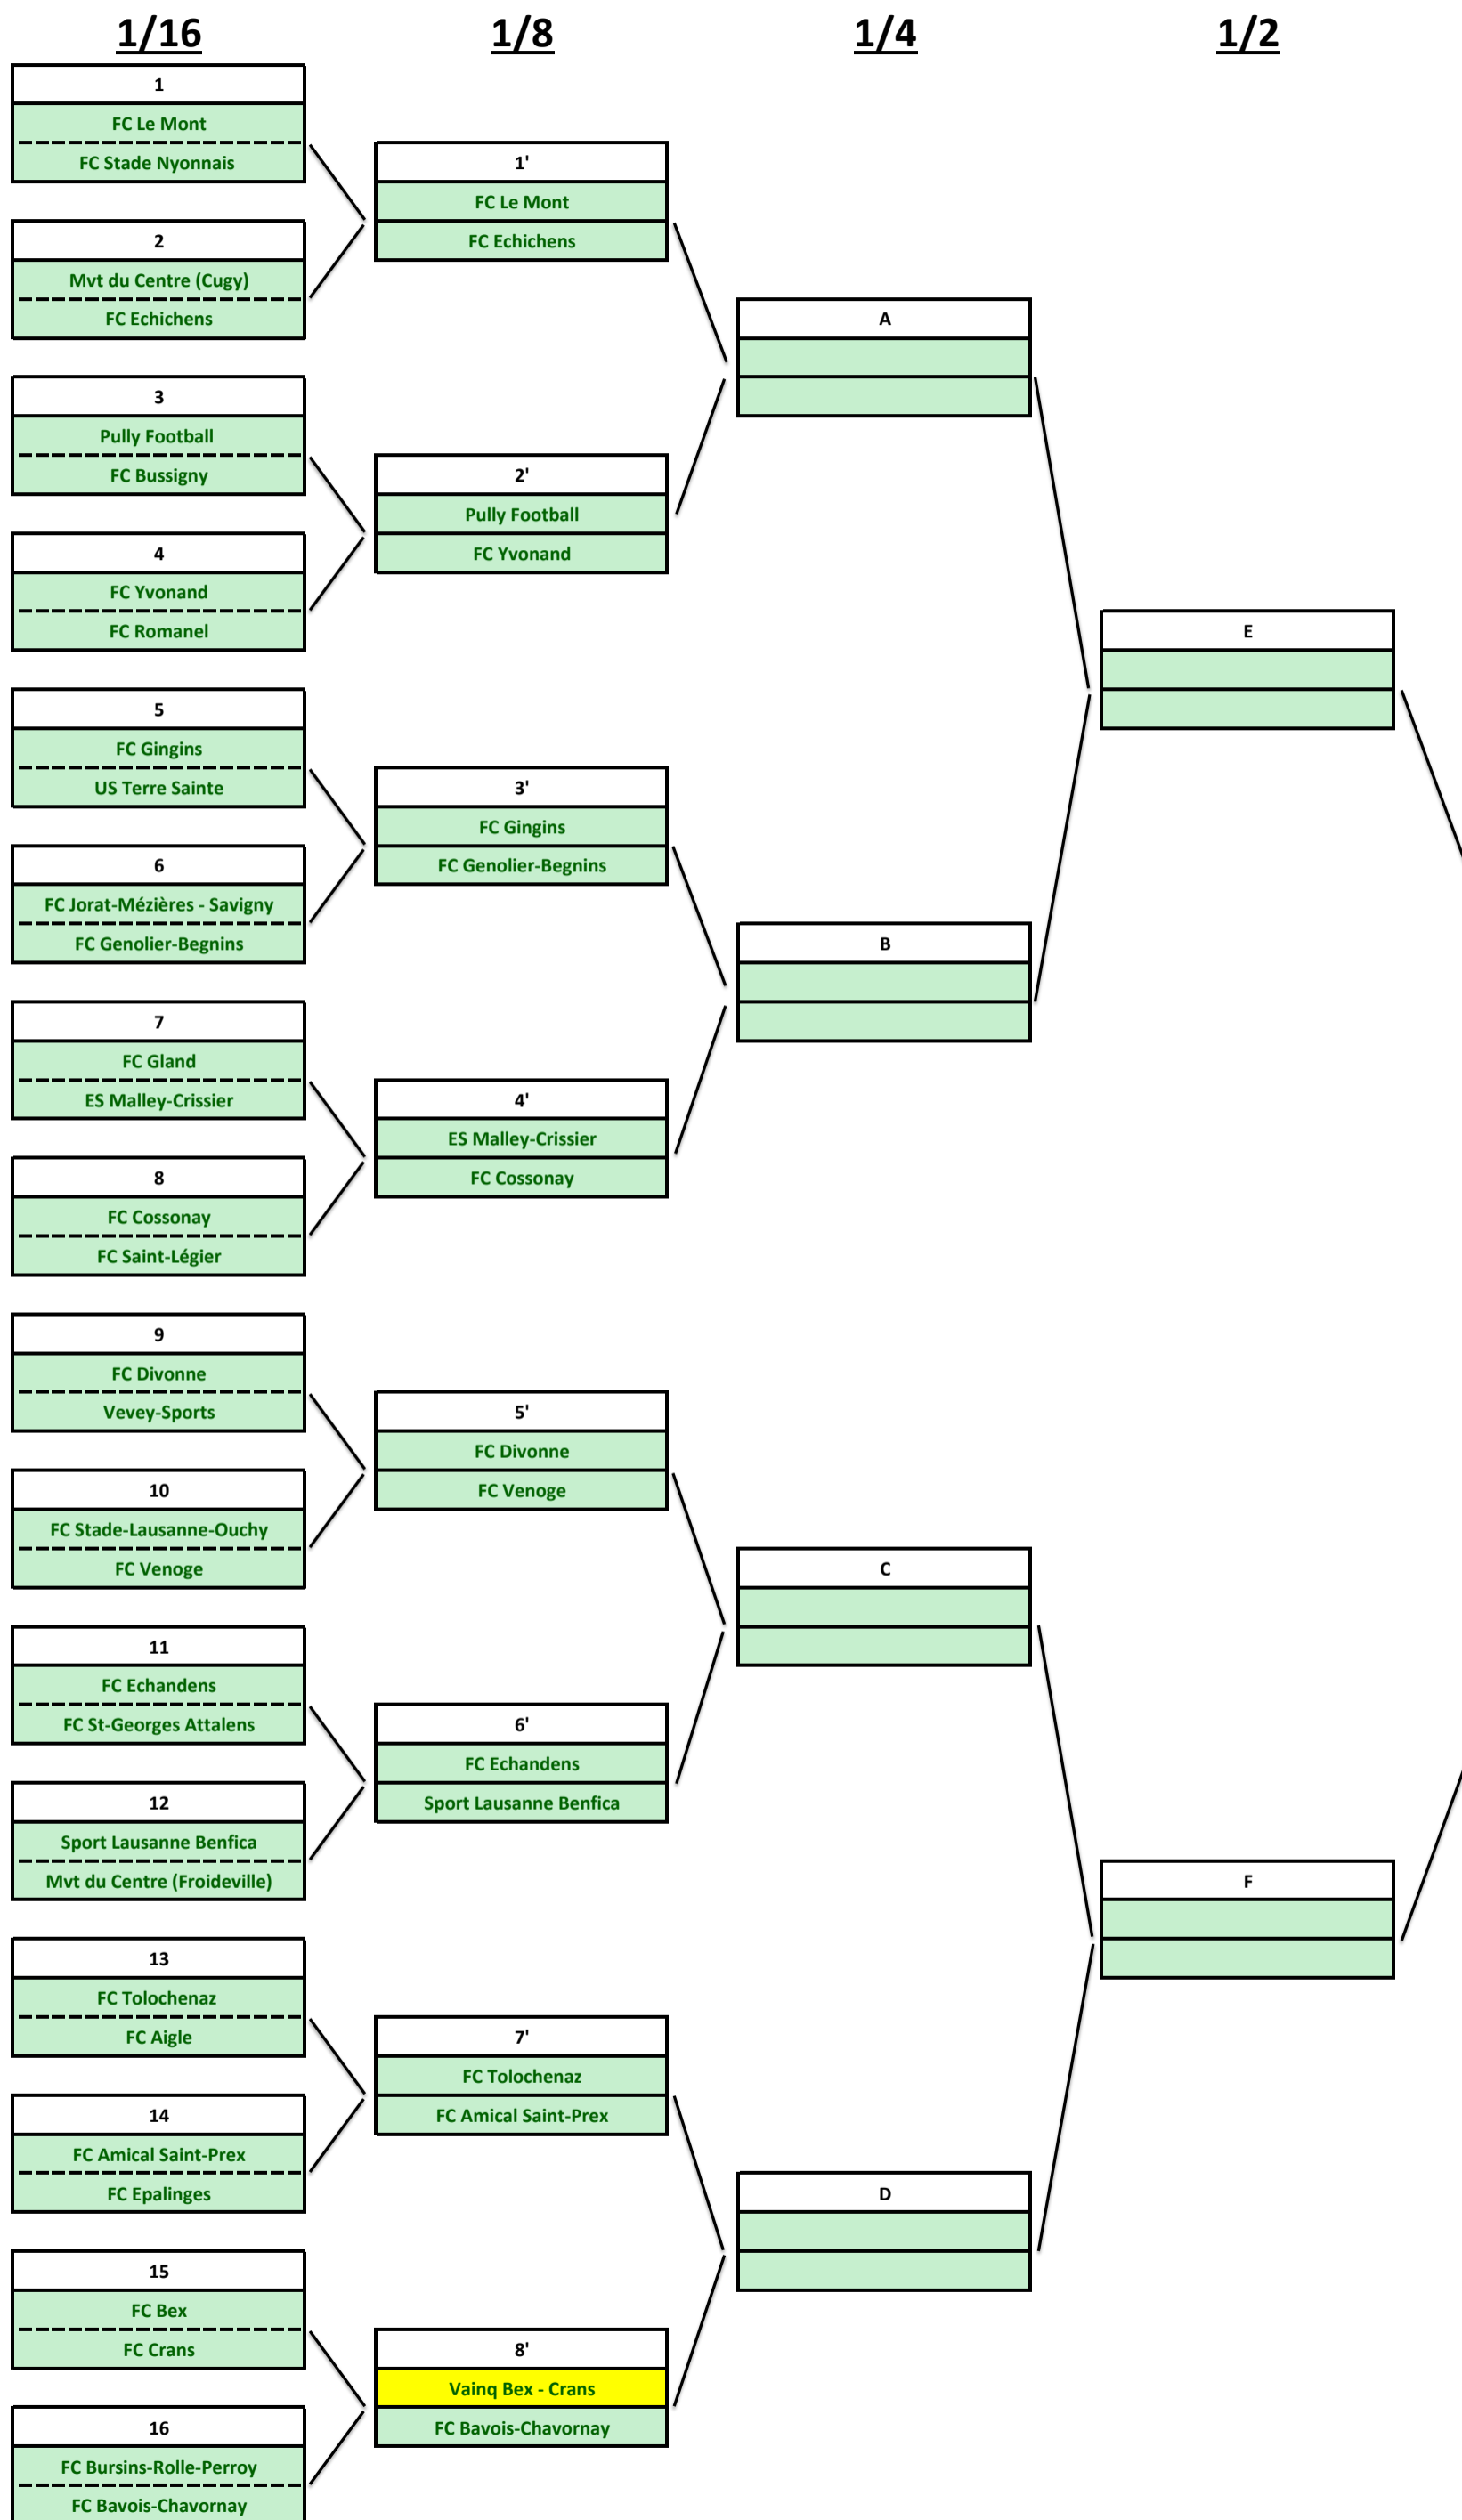 1/16
1/8
1/4
1/2
1
FC Le Mont
FC Stade Nyonnais
2
Mvt du Centre (Cugy)
FC Echichens
3
Pully Football
FC Bussigny
4
FC Yvonand
FC Romanel
5
FC Gingins
US Terre Sainte
6
FC Jorat-Mézières - Savigny
FC Genolier-Begnins
7
FC Gland
ES Malley-Crissier
8
FC Cossonay
FC Saint-Légier
9
FC Divonne
Vevey-Sports
10
FC Stade-Lausanne-Ouchy
FC Venoge
11
FC Echandens
FC St-Georges Attalens
12
Sport Lausanne Benfica
Mvt du Centre (Froideville)
13
FC Tolochenaz
FC Aigle
14
FC Amical Saint-Prex
FC Epalinges
15
FC Bex
FC Crans
16
FC Bursins-Rolle-Perroy
FC Bavois-Chavornay
1'
FC Le Mont
FC Echichens
2'
Pully Football
FC Yvonand
3'
FC Gingins
FC Genolier-Begnins
4'
ES Malley-Crissier
FC Cossonay
5'
FC Divonne
FC Venoge
6'
FC Echandens
Sport Lausanne Benfica
7'
FC Tolochenaz
FC Amical Saint-Prex
8'
Vainq Bex - Crans
FC Bavois-Chavornay
A
B
C
D
E
F